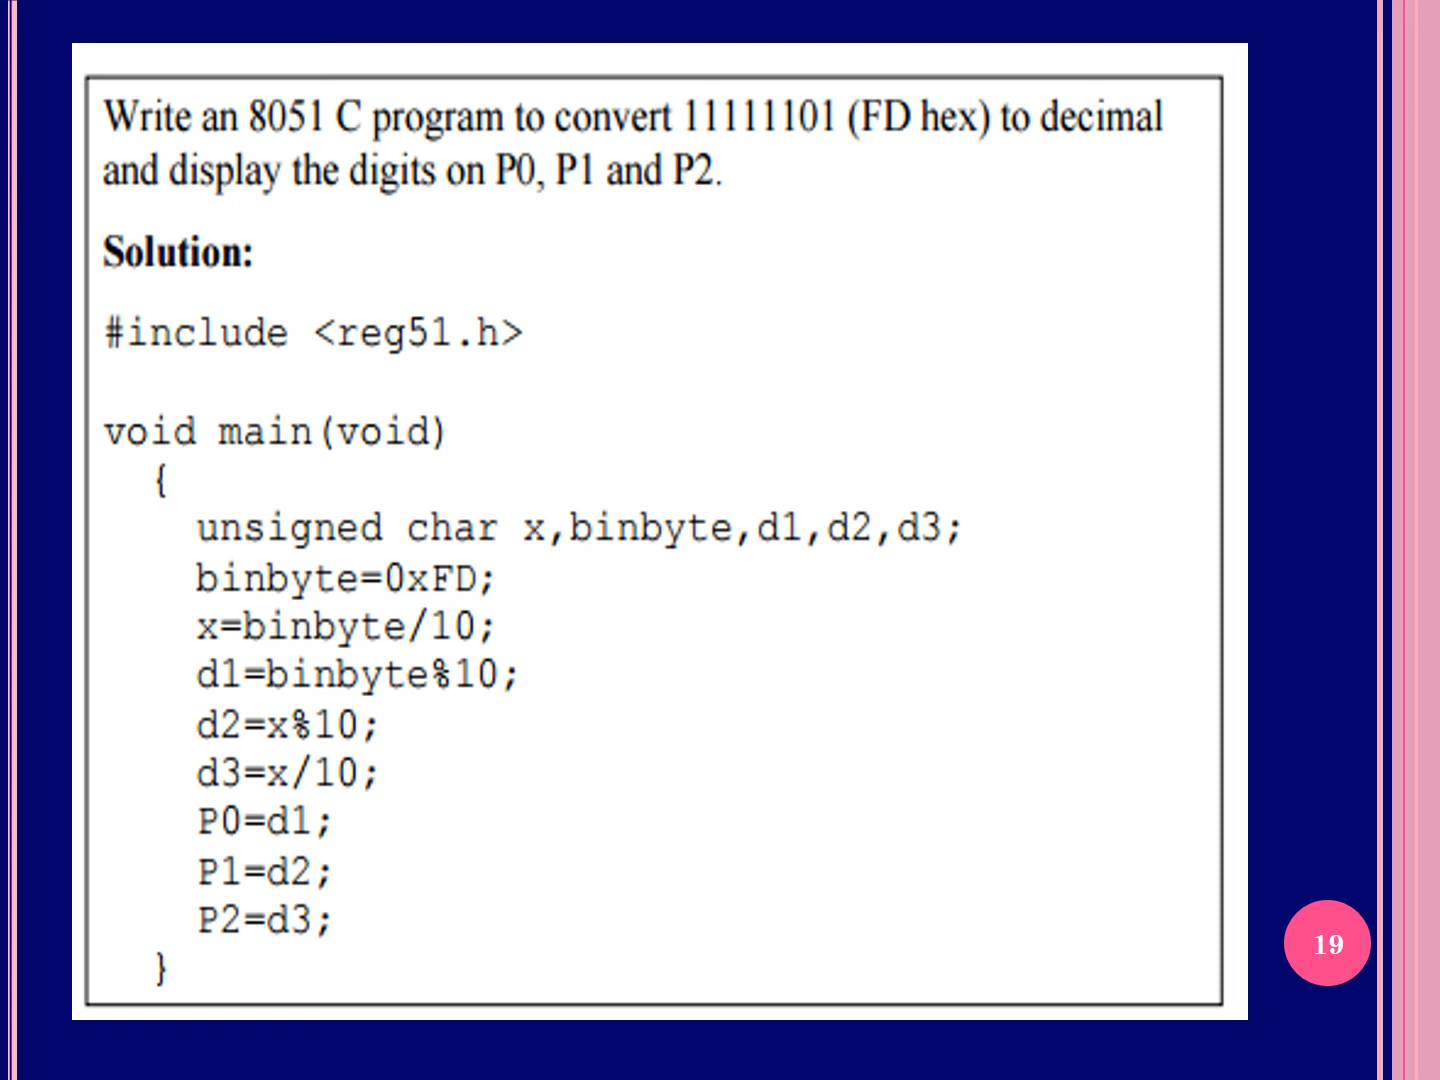 Write an 8051 C program to convert 11111101 (FD hex) to decimal
and display the digits on P0, P1 and P2.
Solution:
#include <reg51.h>
void main(void)
{
unsigned char x,binbyte,d1,d2,d3;
binbyte=0xFD;
x=binbyte/10;
d1=binbyte%10;
d2=x%10;
d3=x/10;
P0=d1;
P1=d2;
P2=d3;
}
19